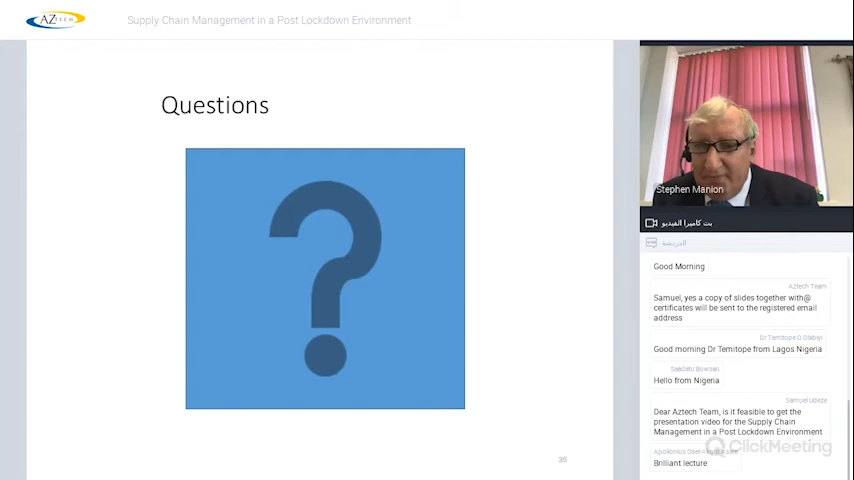 AZTECH
Supply Chain Management in a Post Lockdown Environment
Questions
?
35
Stephen Manion
بث كاميرا الفيديو
الدردشة
Good Morning
Aztech Team
Samuel, yes a copy of slides together with@
certificates will be sent to the registered email
address
Dr Temitope O Olabiyi
Good morning Dr Temitope from Lagos Nigeria
Saadatu Bowsan
Hello from Nigeria
Samuel Udeze
Dear Aztech Team, is it feasible to get the
presentation video for the Supply Chain
Management in a Post Lockdown Environment
ClickMeeting
Brilliant lecture